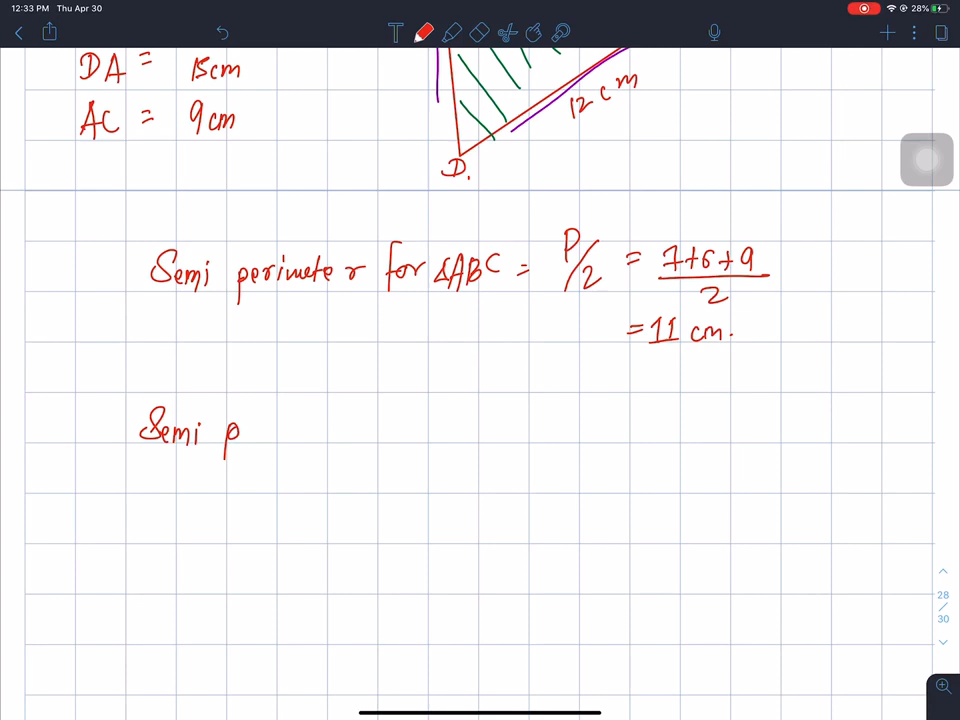 12:33 PM Thu Apr 30
28%
DA = 15cm
AC = 9cm
12 cm
D.
Semi perimeter for ΔABC = P/2 = 7+6+9
2
= 11 cm.
Semi p
28
/
30